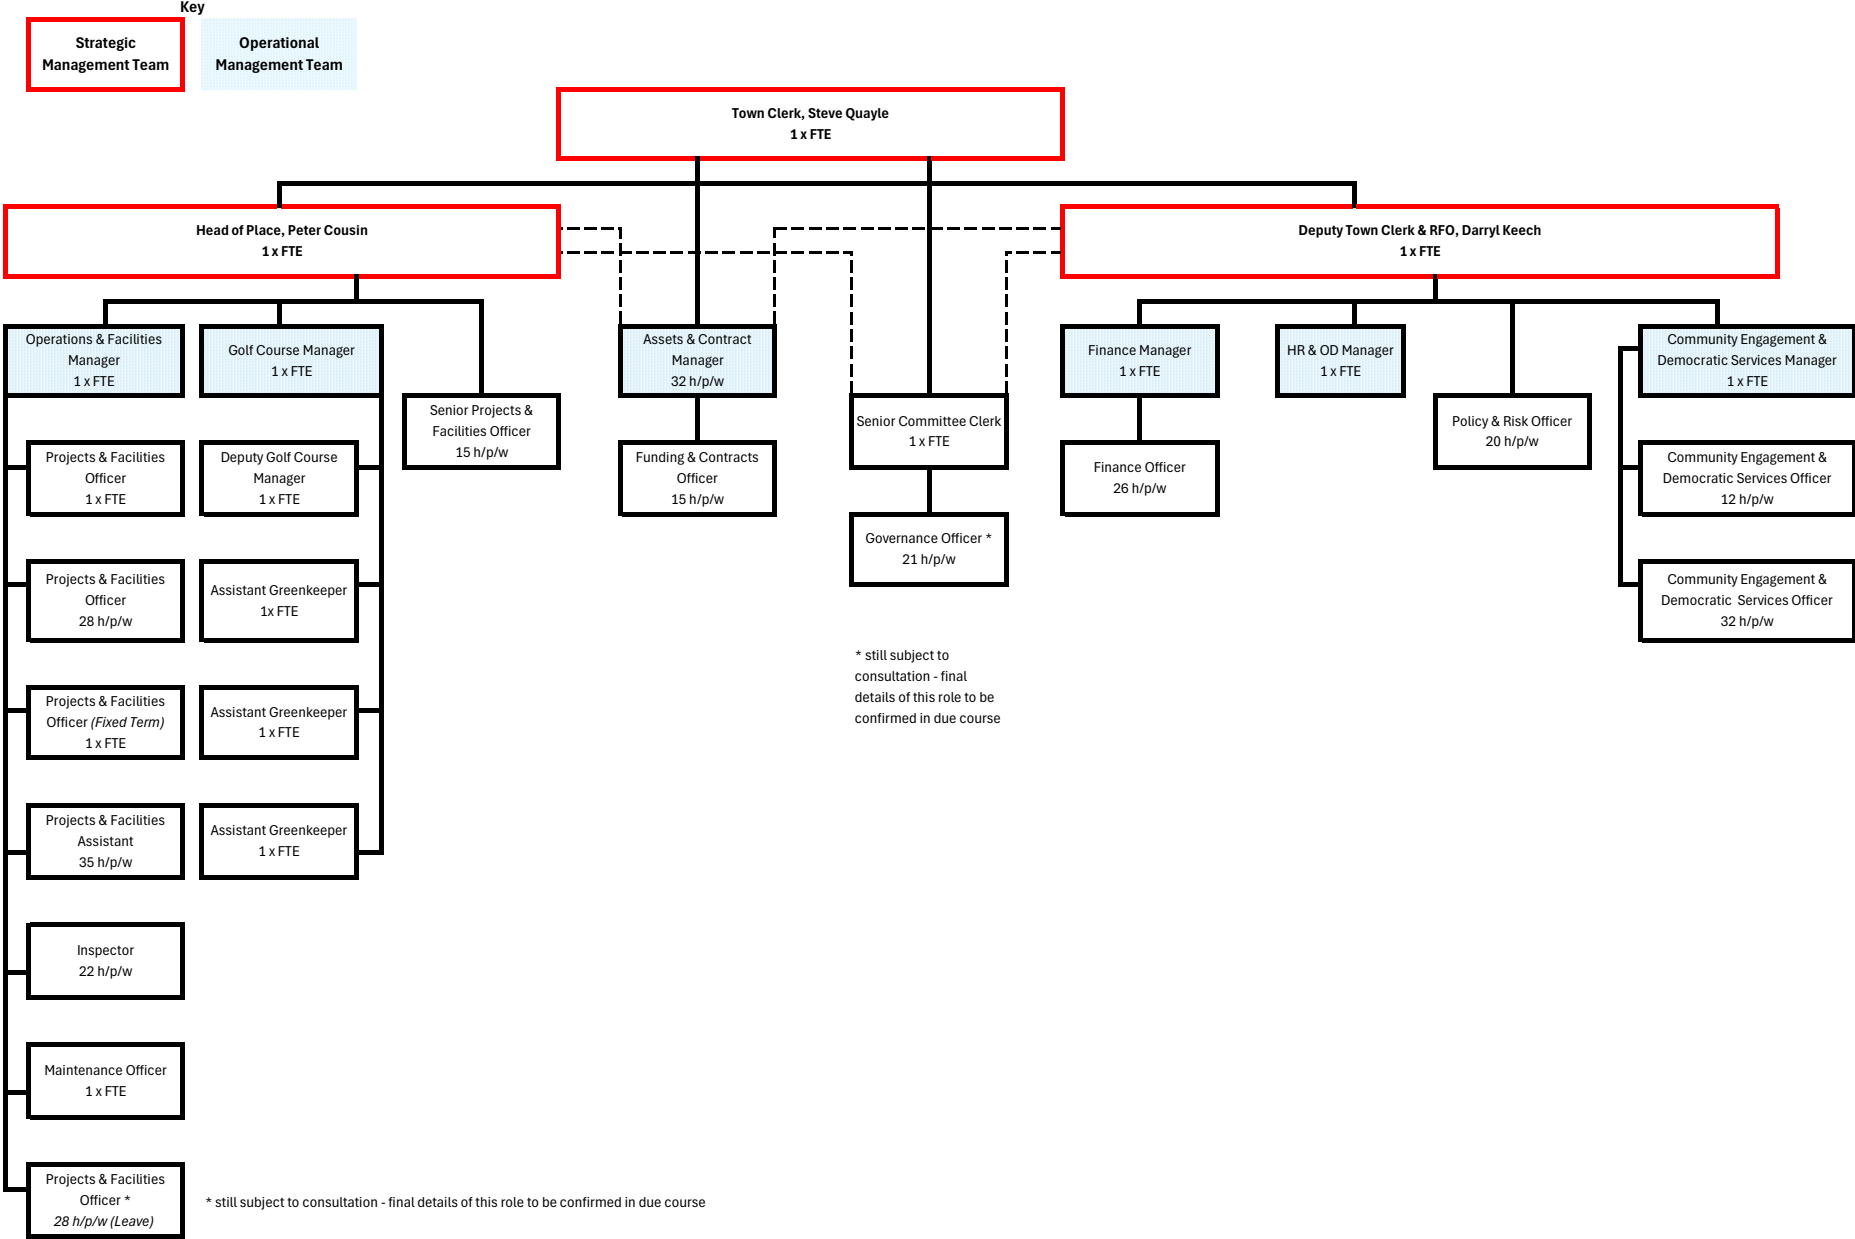 Key
Strategic
Management Team
Operational
Management Team
Town Clerk, Steve Quayle
1 x FTE
Head of Place, Peter Cousin
1 x FTE
Deputy Town Clerk & RFO, Darryl Keech
1 x FTE
Operations & Facilities
Manager
1 x FTE
Golf Course Manager
1 x FTE
Senior Projects &
Facilities Officer
15 h/p/w
Assets & Contract
Manager
32 h/p/w
Senior Committee Clerk
1 x FTE
Finance Manager
1 x FTE
HR & OD Manager
1 x FTE
Policy & Risk Officer
20 h/p/w
Community Engagement &
Democratic Services Manager
1 x FTE
Projects & Facilities
Officer
1 x FTE
Deputy Golf Course
Manager
1 x FTE
Funding & Contracts
Officer
15 h/p/w
Finance Officer
26 h/p/w
Community Engagement &
Democratic Services Officer
12 h/p/w
Governance Officer *
21 h/p/w
Projects & Facilities
Officer
28 h/p/w
Assistant Greenkeeper
1x FTE
Community Engagement &
Democratic  Services Officer
32 h/p/w
* still subject to
consultation - final
details of this role to be
confirmed in due course
Projects & Facilities
Officer (Fixed Term)
1 x FTE
Assistant Greenkeeper
1 x FTE
Projects & Facilities
Assistant
35 h/p/w
Assistant Greenkeeper
1 x FTE
Inspector
22 h/p/w
Maintenance Officer
1 x FTE
Projects & Facilities
Officer *
28 h/p/w (Leave)
* still subject to consultation - final details of this role to be confirmed in due course